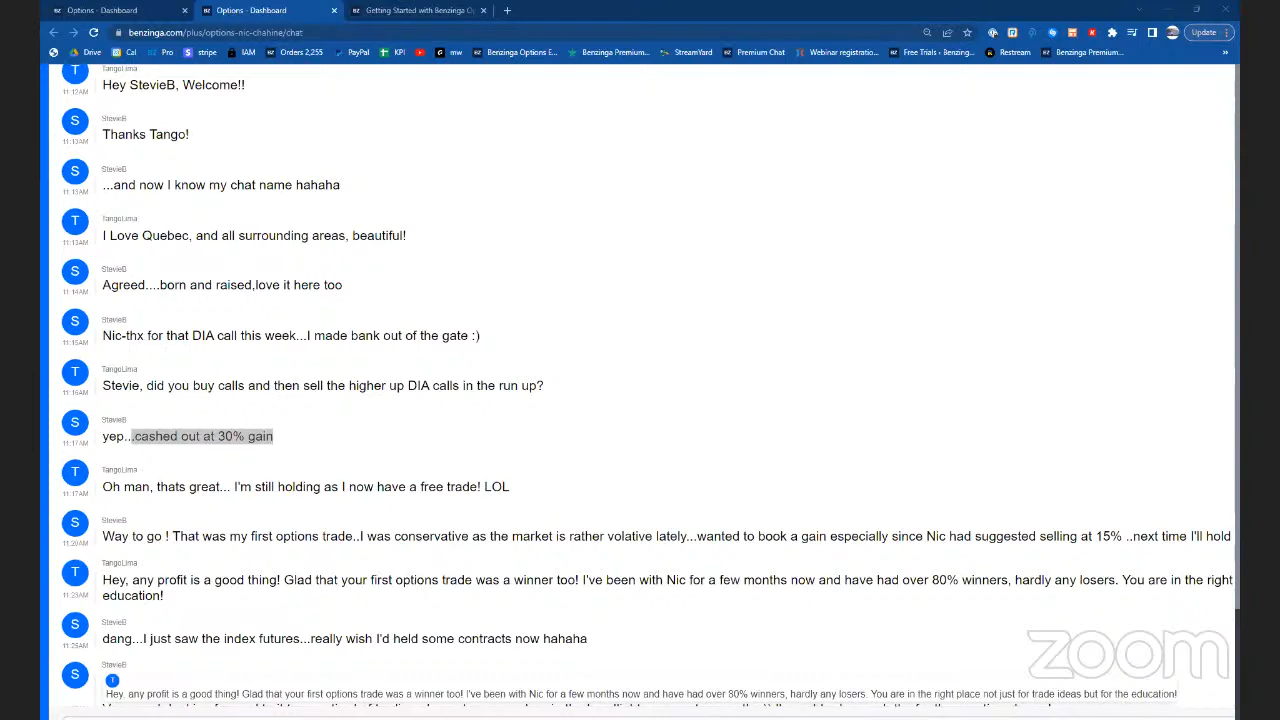 Options - Dashboard
Options - Dashboard
Getting Started with Benzinga Op
benzinga.com/plus/options-nic-chahine/chat
Update
Drive
Cal
Pro
stripe
IAM
Orders 2,255
PayPal
KPI
mw
Benzinga Options E...
Benzinga Premium...
StreamYard
Premium Chat
Webinar registratio...
Free Trials ‹ Benzing...
Restream
Benzinga Premium...
TangoLima
T
11:12AM
Hey StevieB, Welcome!!
StevieB
S
11:13AM
Thanks Tango!
StevieB
S
11:13AM
...and now I know my chat name hahaha
TangoLima
T
11:13AM
I Love Quebec, and all surrounding areas, beautiful!
StevieB
S
11:14AM
Agreed....born and raised,love it here too
StevieB
S
11:15AM
Nic-thx for that DIA call this week...I made bank out of the gate :)
TangoLima
T
11:16AM
Stevie, did you buy calls and then sell the higher up DIA calls in the run up?
StevieB
S
11:17AM
yep...cashed out at 30% gain
TangoLima
T
11:17AM
Oh man, thats great... I'm still holding as I now have a free trade! LOL
StevieB
S
11:20AM
Way to go ! That was my first options trade..I was conservative as the market is rather volative lately...wanted to book a gain especially since Nic had suggested selling at 15% ..next time I'll hold
TangoLima
T
11:23AM
Hey, any profit is a good thing! Glad that your first options trade was a winner too! I've been with Nic for a few months now and have had over 80% winners, hardly any losers. You are in the right
education!
StevieB
S
11:25AM
dang...I just saw the index futures...really wish I'd held some contracts now hahaha
StevieB
S
T
Hey, any profit is a good thing! Glad that your first options trade was a winner too! I've been with Nic for a few months now and have had over 80% winners, hardly any losers. You are in the right place not just for trade ideas but for the education!
zoom